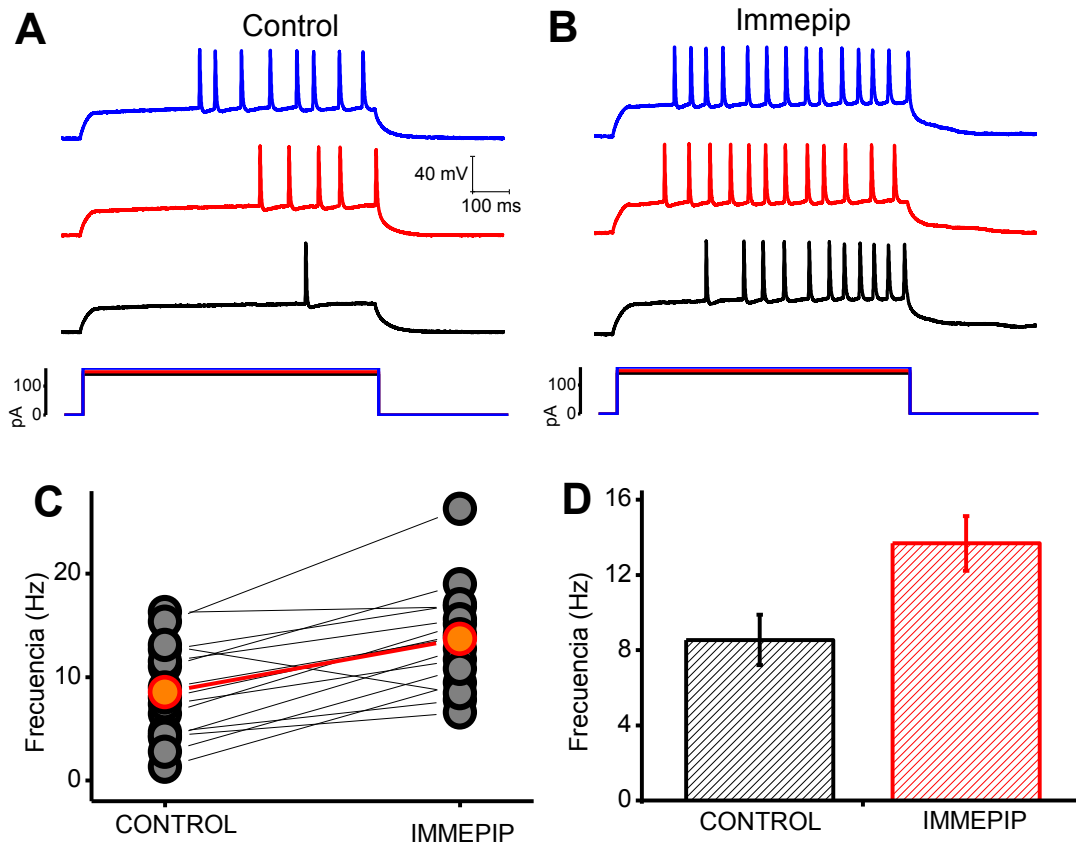 A
Control
40 mV
100 ms
100
0
pA
B
Immepip
100
0
pA
C
Frecuencia (Hz)
20
10
0
CONTROL
IMMEPIP
D
Frecuencia (Hz)
16
12
8
4
0
CONTROL
IMMEPIP